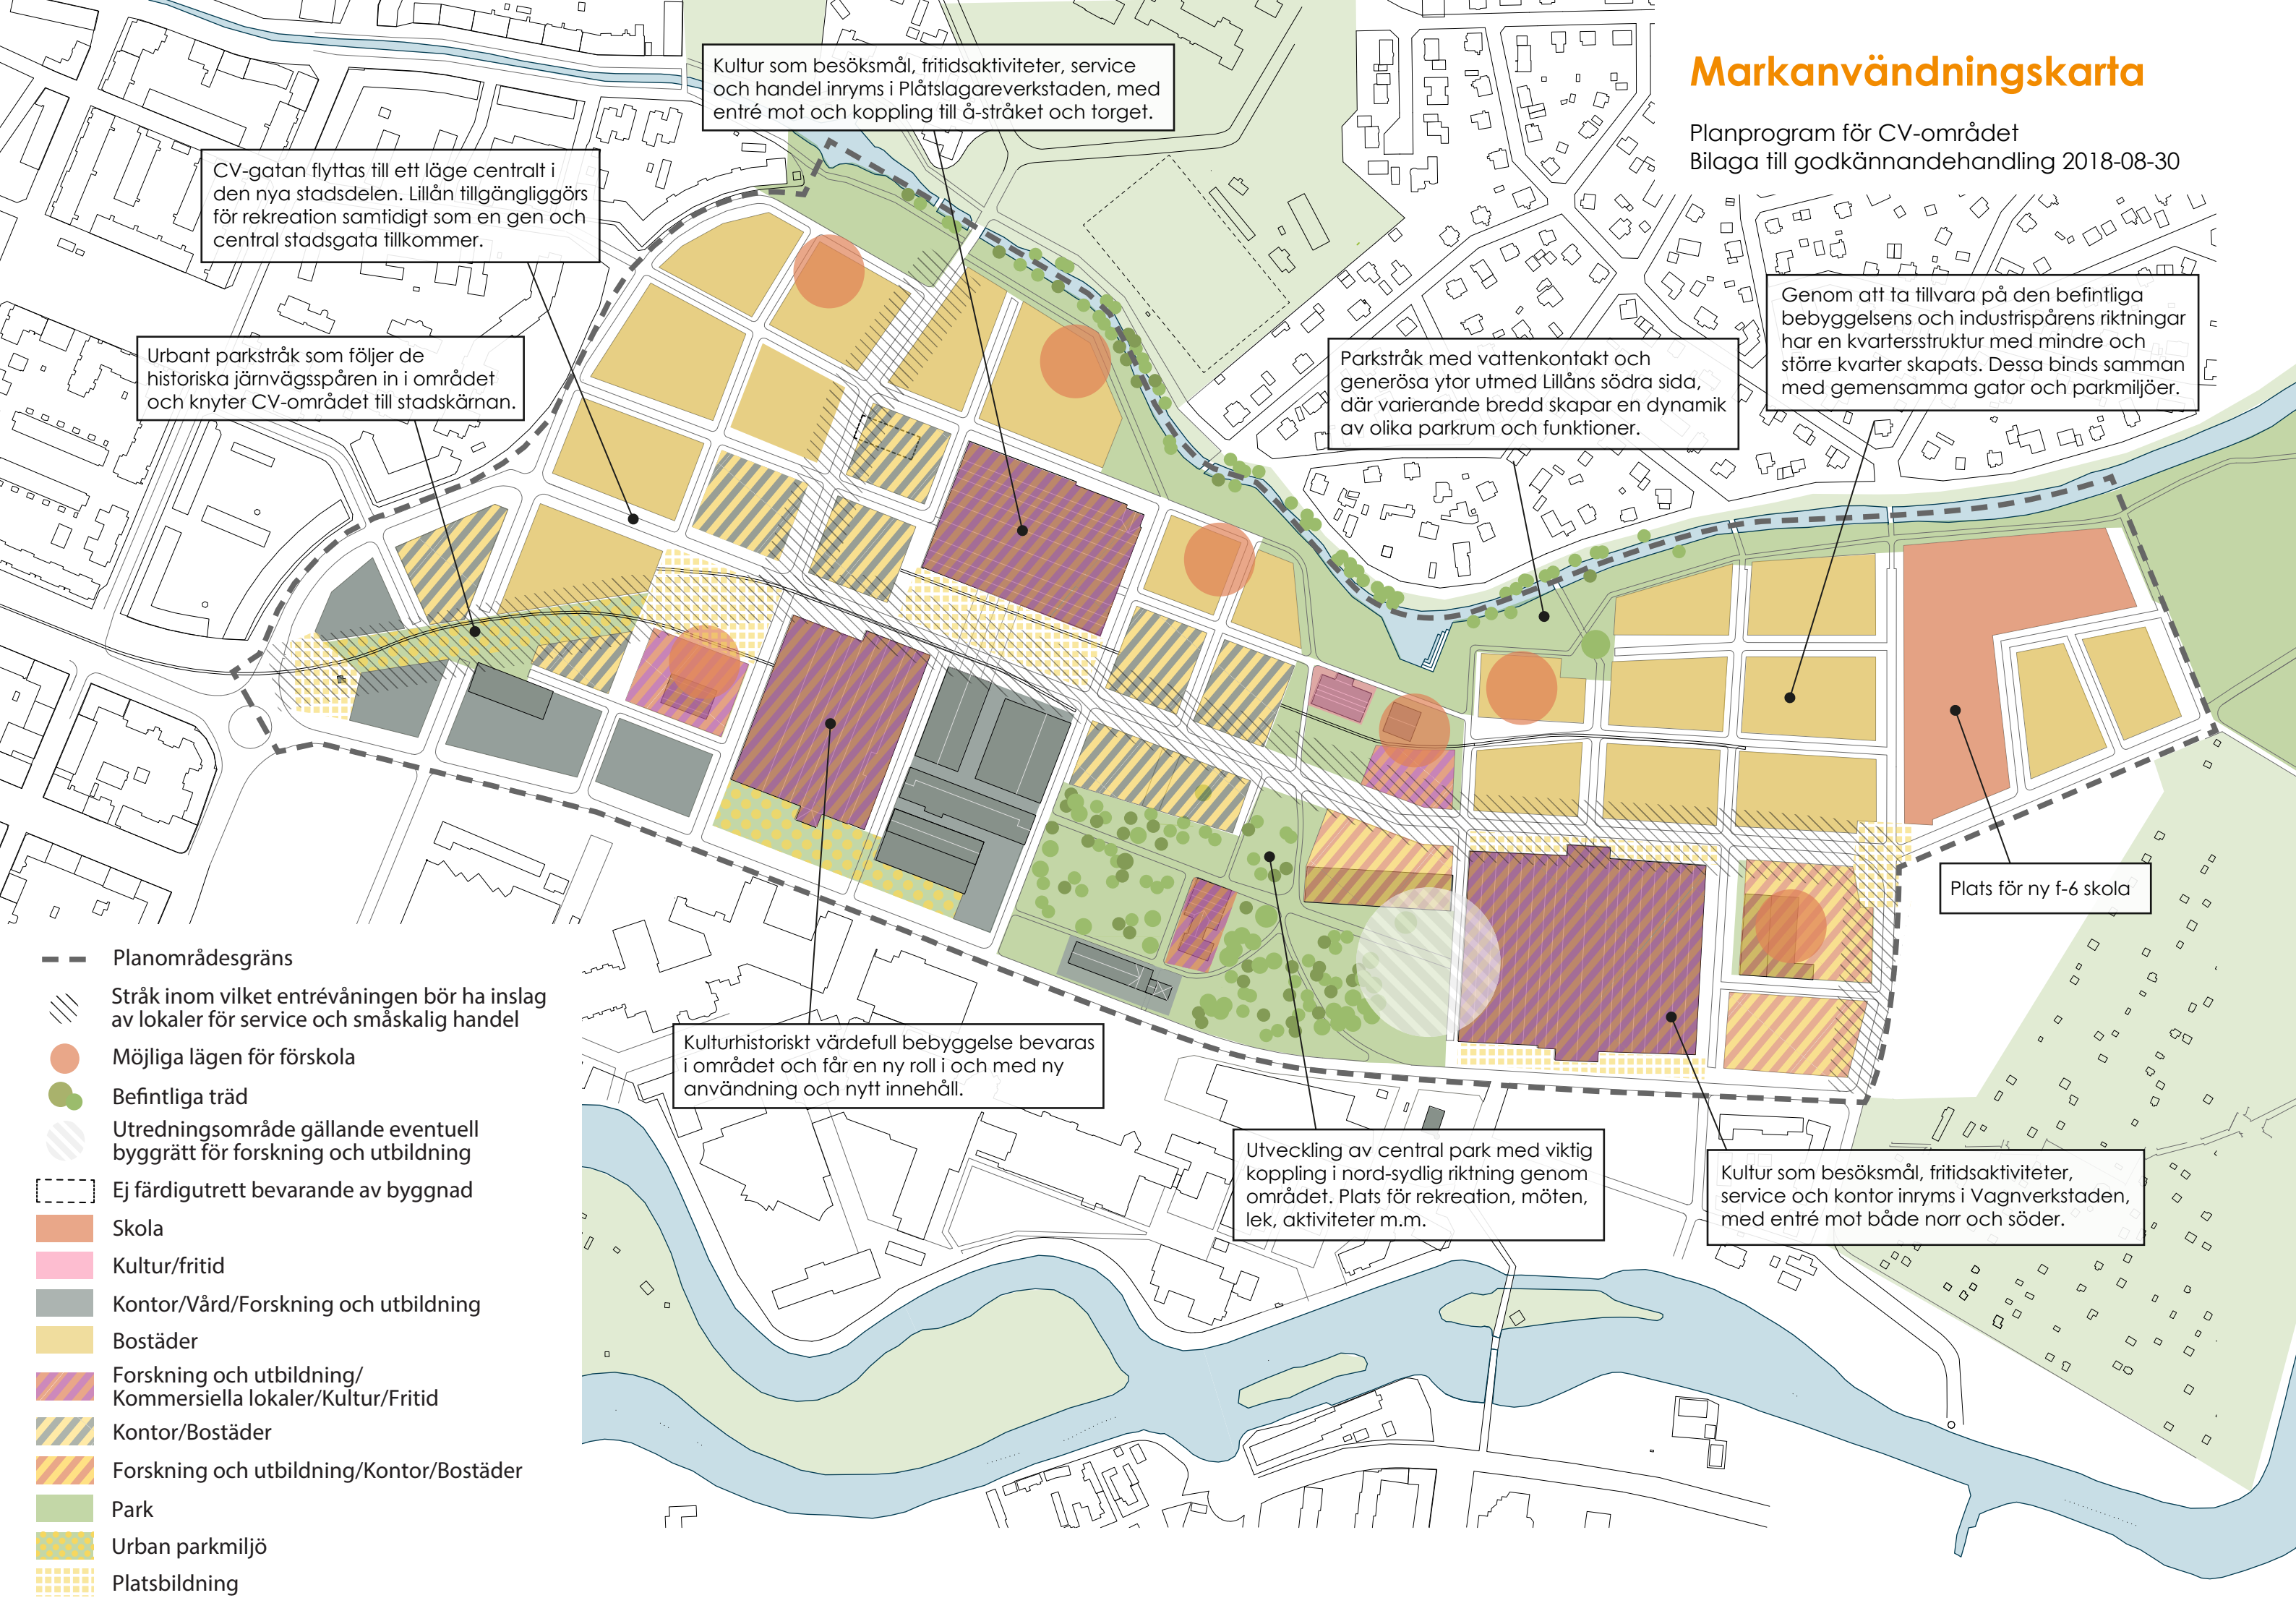 Markanvändningskarta
Planprogram för CV-området
Bilaga till godkännandehandling 2018-08-30
Kultur som besöksmål, fritidsaktiviteter, service
och handel inryms i Plåtslagareverkstaden, med
entré mot och koppling till å-stråket och torget.
CV-gatan flyttas till ett läge centralt i
den nya stadsdelen. Lillån tillgängliggörs
för rekreation samtidigt som en gen och
central stadsgata tillkommer.
Urbant parkstråk som följer de
historiska järnvägsspåren in i området
och knyter CV-området till stadskärnan.
Parkstråk med vattenkontakt och
generösa ytor utmed Lillåns södra sida,
där varierande bredd skapar en dynamik
av olika parkrum och funktioner.
Genom att ta tillvara på den befintliga
bebyggelsens och industrispårens riktningar
har en kvartersstruktur med mindre och
större kvarter skapats. Dessa binds samman
med gemensamma gator och parkmiljöer.
Plats för ny f-6 skola
Kulturhistoriskt värdefull bebyggelse bevaras
i området och får en ny roll i och med ny
användning och nytt innehåll.
Utveckling av central park med viktig
koppling i nord-sydlig riktning genom
området. Plats för rekreation, möten,
lek, aktiviteter m.m.
Kultur som besöksmål, fritidsaktiviteter,
service och kontor inryms i Vagnverkstaden,
med entré mot både norr och söder.
Planområdesgräns
Stråk inom vilket entrévåningen bör ha inslag
av lokaler för service och småskalig handel
Möjliga lägen för förskola
Befintliga träd
Utredningsområde gällande eventuell
byggrätt för forskning och utbildning
Ej färdigutrett bevarande av byggnad
Skola
Kultur/fritid
Kontor/Vård/Forskning och utbildning
Bostäder
Forskning och utbildning/
Kommersiella lokaler/Kultur/Fritid
Kontor/Bostäder
Forskning och utbildning/Kontor/Bostäder
Park
Urban parkmiljö
Platsbildning